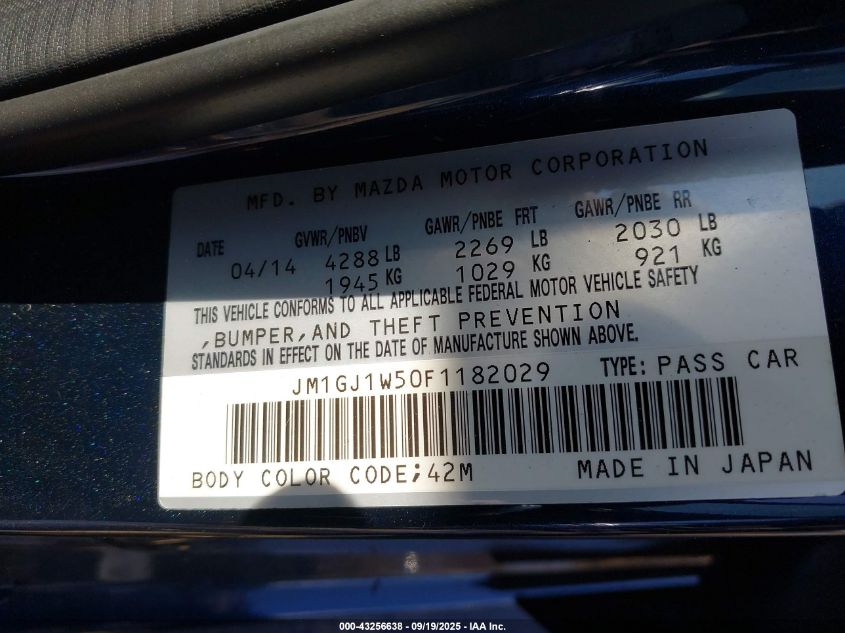 MFD. BY MAZDA MOTOR CORPORATION
DATE GVWR/PNBV GAWR/PNBE FRT GAWR/PNBE RR
04/14 4288 LB 2269 LB 2030 LB
1945 KG 1029 KG 921 KG
THIS VEHICLE CONFORMS TO ALL APPLICABLE FEDERAL MOTOR VEHICLE SAFETY
,BUMPER,AND THEFT PREVENTION
STANDARDS IN EFFECT ON THE DATE OF MANUFACTURE SHOWN ABOVE.
JM1GJ1W50F1182029 TYPE: PASS CAR
BODY COLOR CODE;42M MADE IN JAPAN
000-43256638 - 09/19/2025 - IAA Inc.